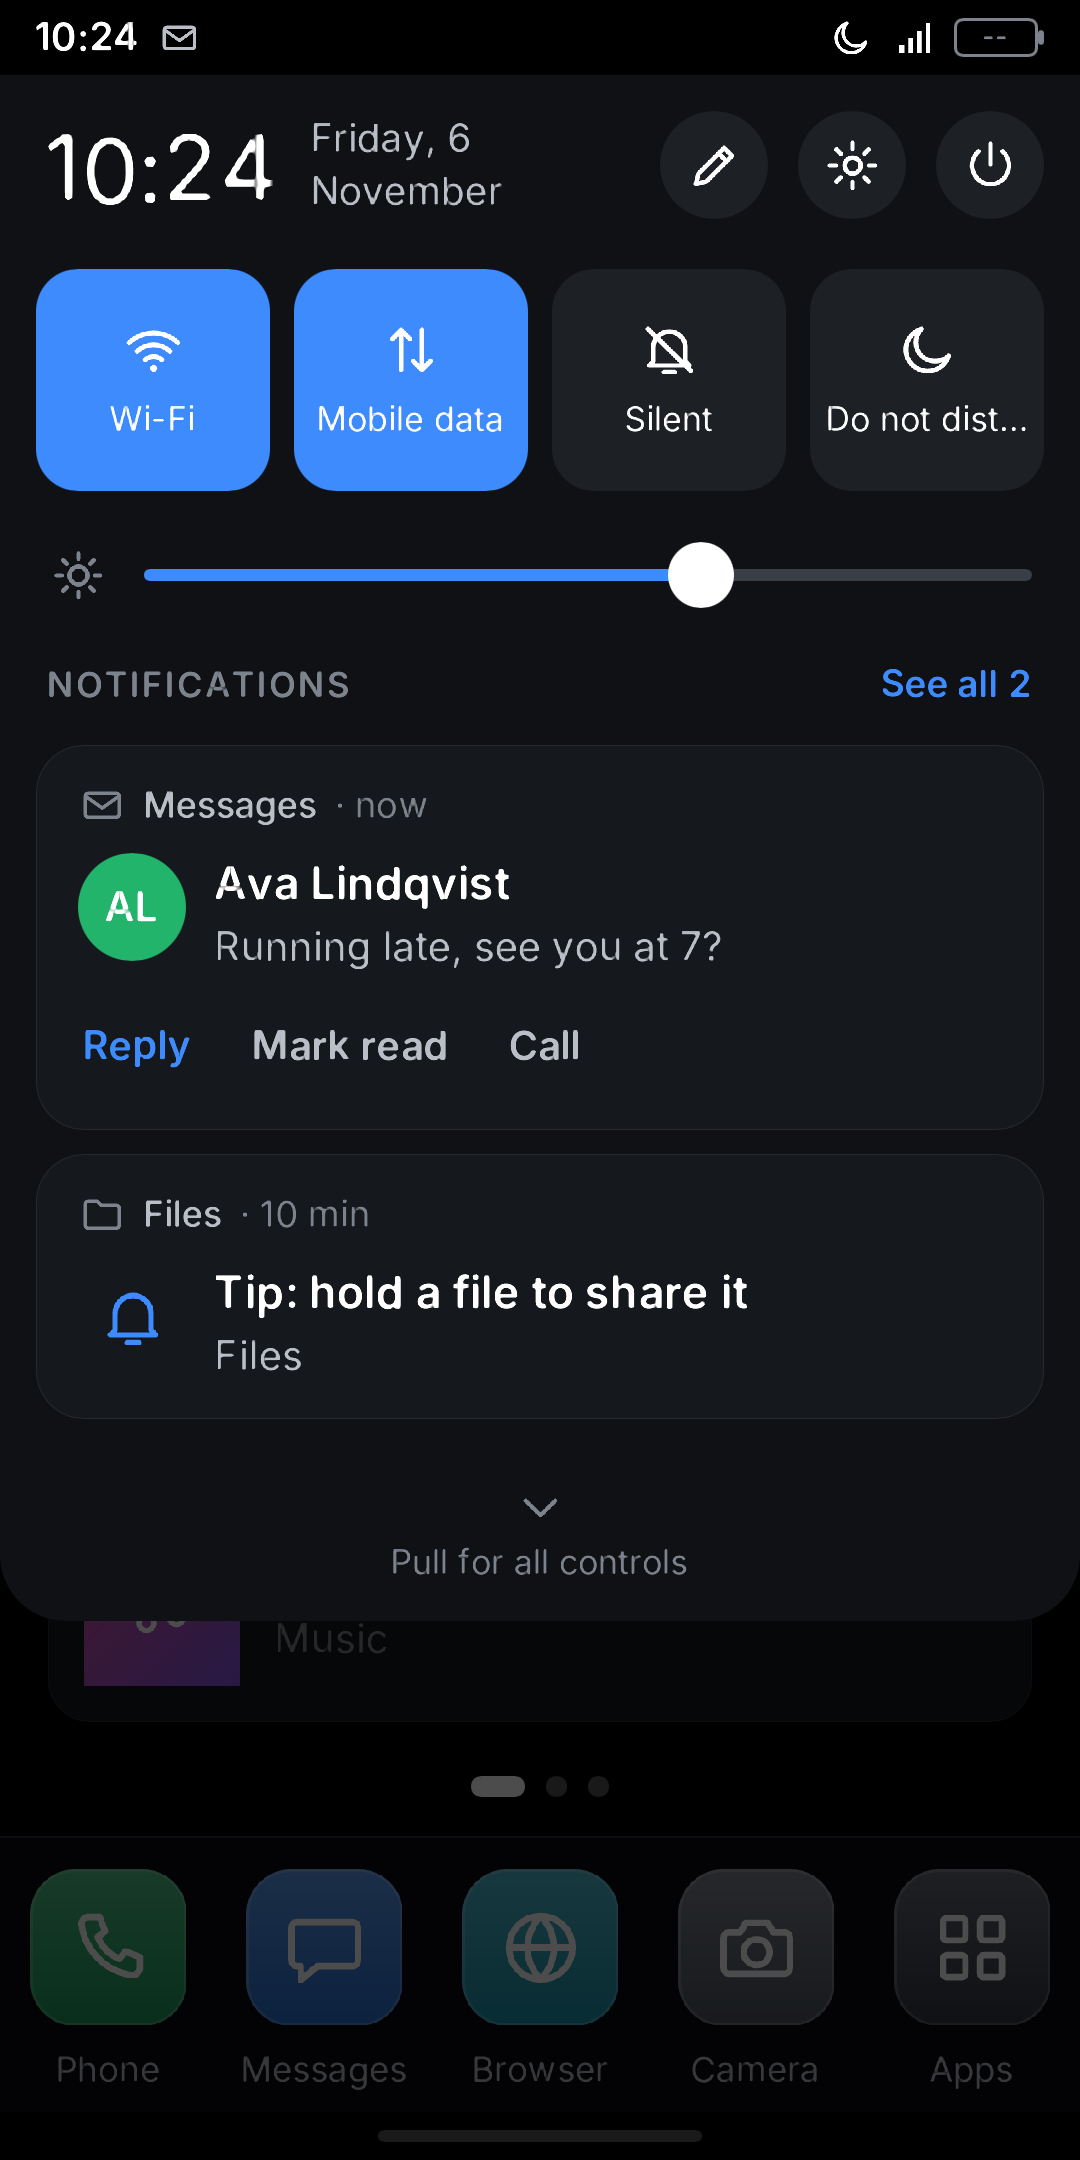 10:24
--
10:24
Friday, 6
November
Wi-Fi
Mobile data
Silent
Do not dist...
NOTIFICATIONS
See all 2
Messages · now
AL
Ava Lindqvist
Running late, see you at 7?
Reply
Mark read
Call
Files · 10 min
Tip: hold a file to share it
Files
Pull for all controls
Music
Phone
Messages
Browser
Camera
Apps